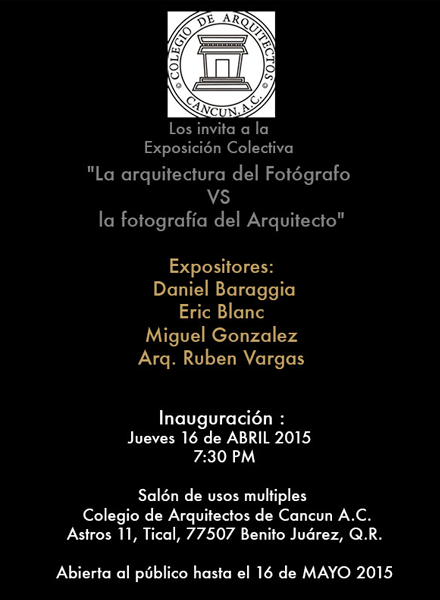 COLEGIO DE ARQUITECTOS
CANCUN, A.C.
Los invita a la
Exposición Colectiva
"La arquitectura del Fotógrafo
VS
la fotografía del Arquitecto"
Expositores:
Daniel Baraggia
Eric Blanc
Miguel Gonzalez
Arq. Ruben Vargas
Inauguración :
Jueves 16 de ABRIL 2015
7:30 PM
Salón de usos multiples
Colegio de Arquitectos de Cancun A.C.
Astros 11, Tical, 77507 Benito Juárez, Q.R.
Abierta al público hasta el 16 de MAYO 2015